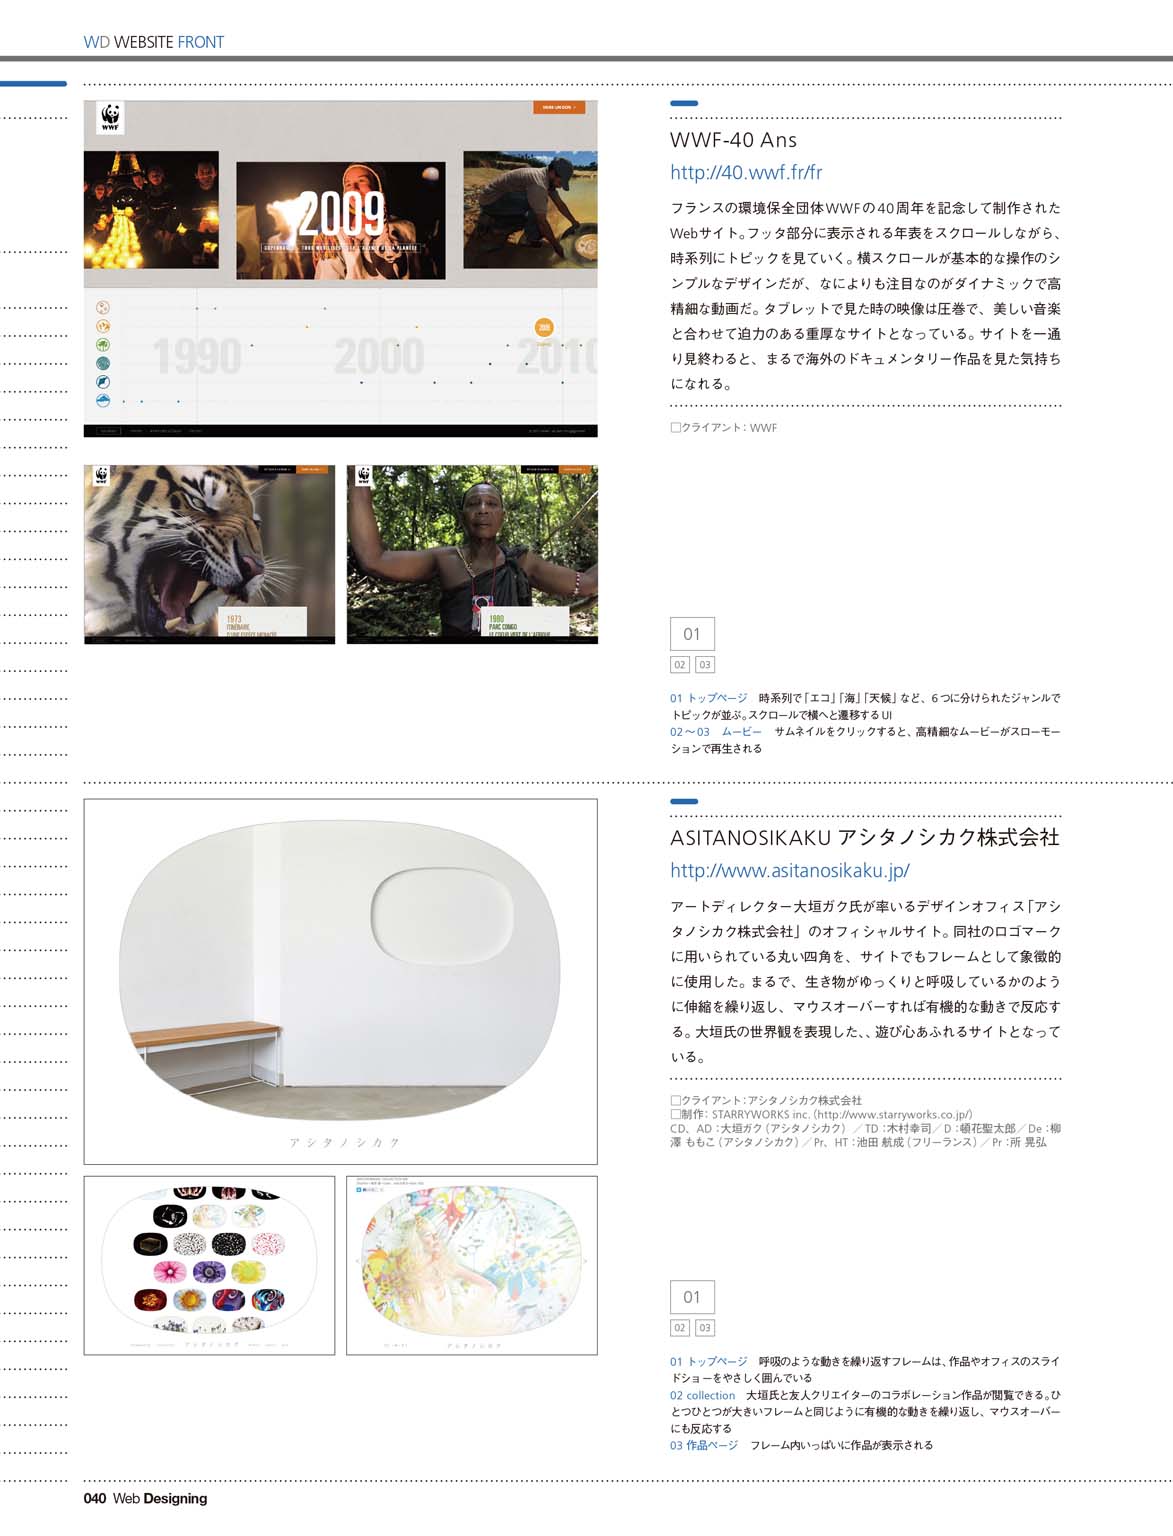 WD WEBSITE FRONT
WWF
2009
1990
2000
2010
WWF
1973
ITINÉRAIRE
D'UNE ESPÈCE MENACÉE
WWF
1980
PARC CONGO
LE COEUR VERT DE L'AFRIQUE
WWF-40 Ans
http://40.wwf.fr/fr
フランスの環境保全団体WWFの40周年を記念して制作された
Webサイト。フッタ部分に表示される年表をスクロールしながら、
時系列にトピックを見ていく。横スクロールが基本的な操作のシ
ンプルなデザインだが、なによりも注目なのがダイナミックで高
精細な動画だ。タブレットで見た時の映像は圧巻で、美しい音楽
と合わせて迫力のある重厚なサイトとなっている。サイトを一通
り見終わると、まるで海外のドキュメンタリー作品を見た気持ち
になれる。
□クライアント：WWF
01
02 03
01 トップページ　時系列で「エコ」「海」「天候」など、6つに分けられたジャンルで
トピックが並ぶ。スクロールで横へと遷移するUI
02～03　ムービー　サムネイルをクリックすると、高精細なムービーがスローモー
ションで再生される
アシタノシカク
アシタノシカク
アシタノシカク
ASITANOSIKAKU アシタノシカク株式会社
http://www.asitanosikaku.jp/
アートディレクター大垣ガク氏が率いるデザインオフィス「アシ
タノシカク株式会社」のオフィシャルサイト。同社のロゴマーク
に用いられている丸い四角を、サイトでもフレームとして象徴的
に使用した。まるで、生き物がゆっくりと呼吸しているかのよう
に伸縮を繰り返し、マウスオーバーすれば有機的な動きで反応す
る。大垣氏の世界観を表現した、、遊び心あふれるサイトとなって
いる。
□クライアント：アシタノシカク株式会社
□制作：STARRYWORKS inc.（http://www.starryworks.co.jp/）
CD、AD：大垣ガク（アシタノシカク）／TD：木村幸司／D：頓花聖太郎／De：柳
澤 ももこ（アシタノシカク）／Pr、HT：池田 航成（フリーランス）／Pr：所 晃弘
01
02 03
01 トップページ　呼吸のような動きを繰り返すフレームは、作品やオフィスのスライ
ドショーをやさしく囲んでいる
02 collection　大垣氏と友人クリエイターのコラボレーション作品が閲覧できる。ひ
とつひとつが大きいフレームと同じように有機的な動きを繰り返し、マウスオーバー
にも反応する
03 作品ページ　フレーム内いっぱいに作品が表示される
040 Web Designing